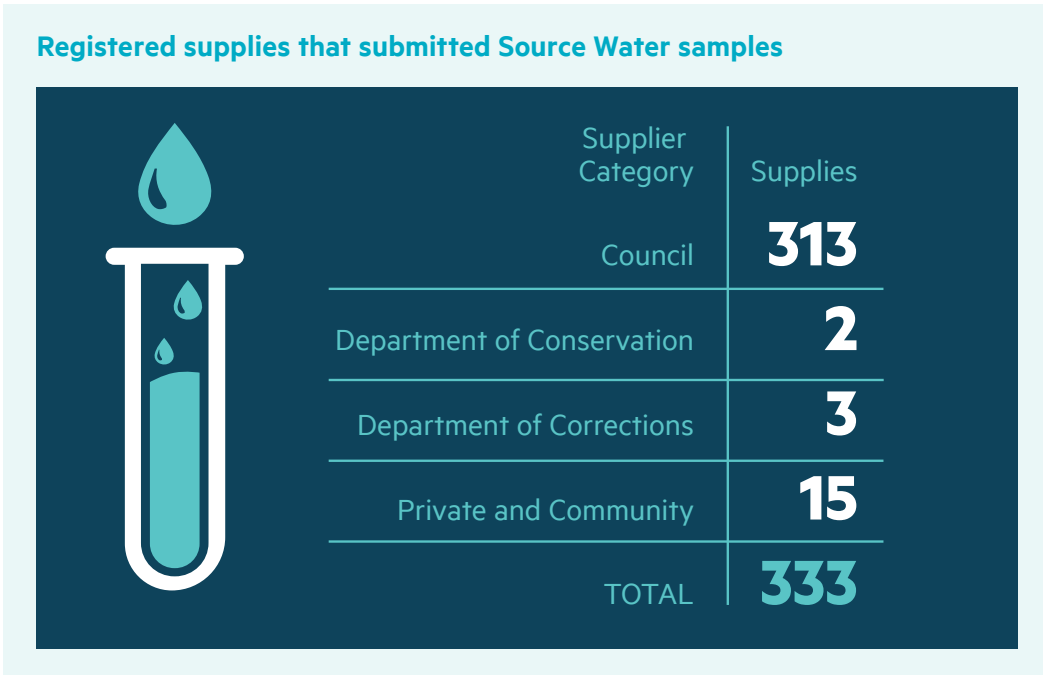 Registered supplies that submitted Source Water samples
Supplier
Category
Supplies
Council 313
Department of Conservation 2
Department of Corrections 3
Private and Community 15
TOTAL 333